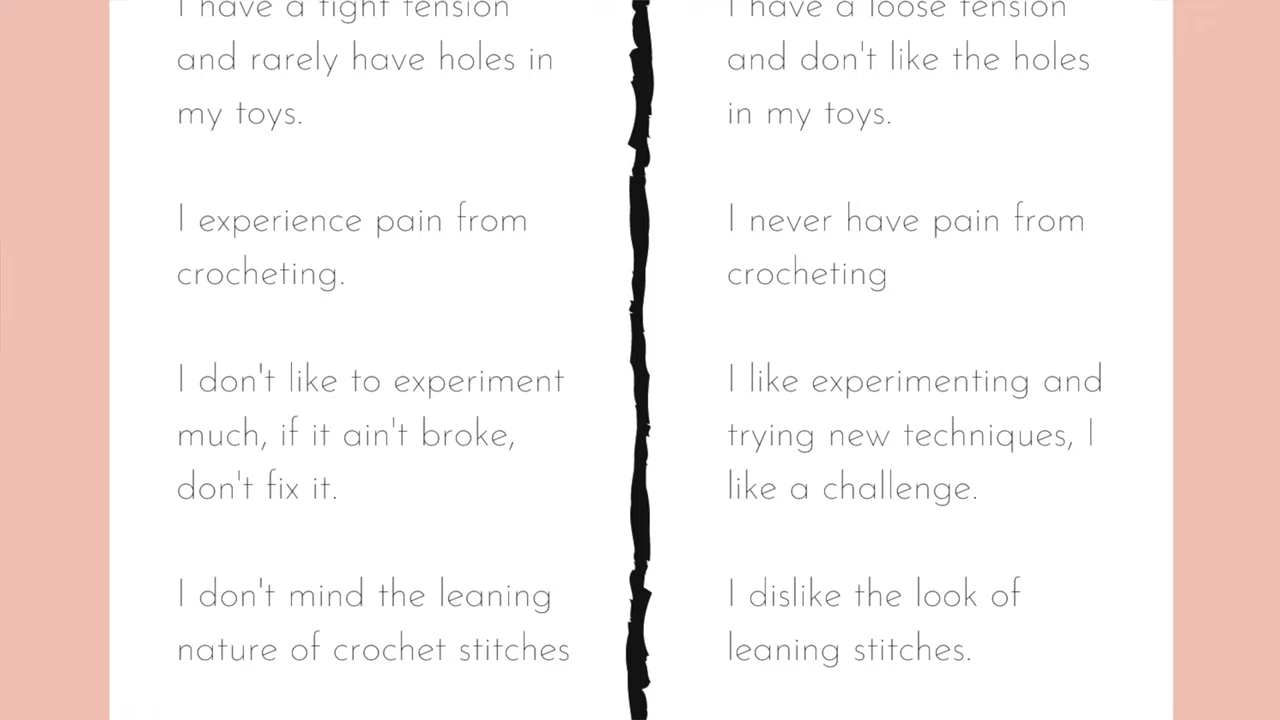 I have a tight tension
and rarely have holes in
my toys.
I experience pain from
crocheting.
I don't like to experiment
much, if it ain't broke,
don't fix it.
I don't mind the leaning
nature of crochet stitches
I have a loose tension
and don't like the holes
in my toys.
I never have pain from
crocheting
I like experimenting and
trying new techniques, I
like a challenge.
I dislike the look of
leaning stitches.